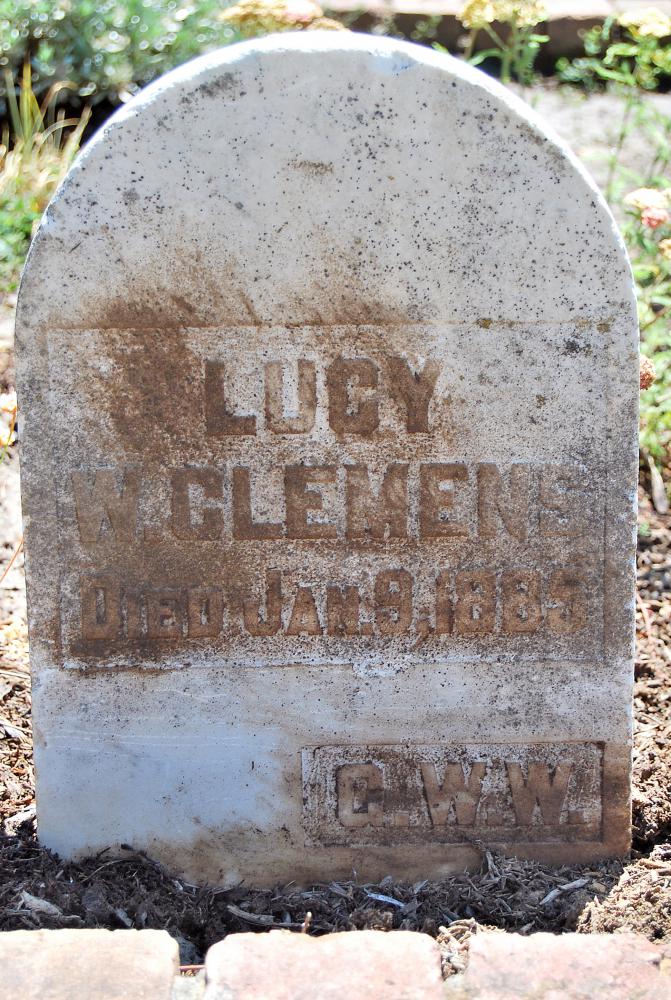 LUCY
W. CLEMENS
DIED JAN. 9, 1885
G. W. W.